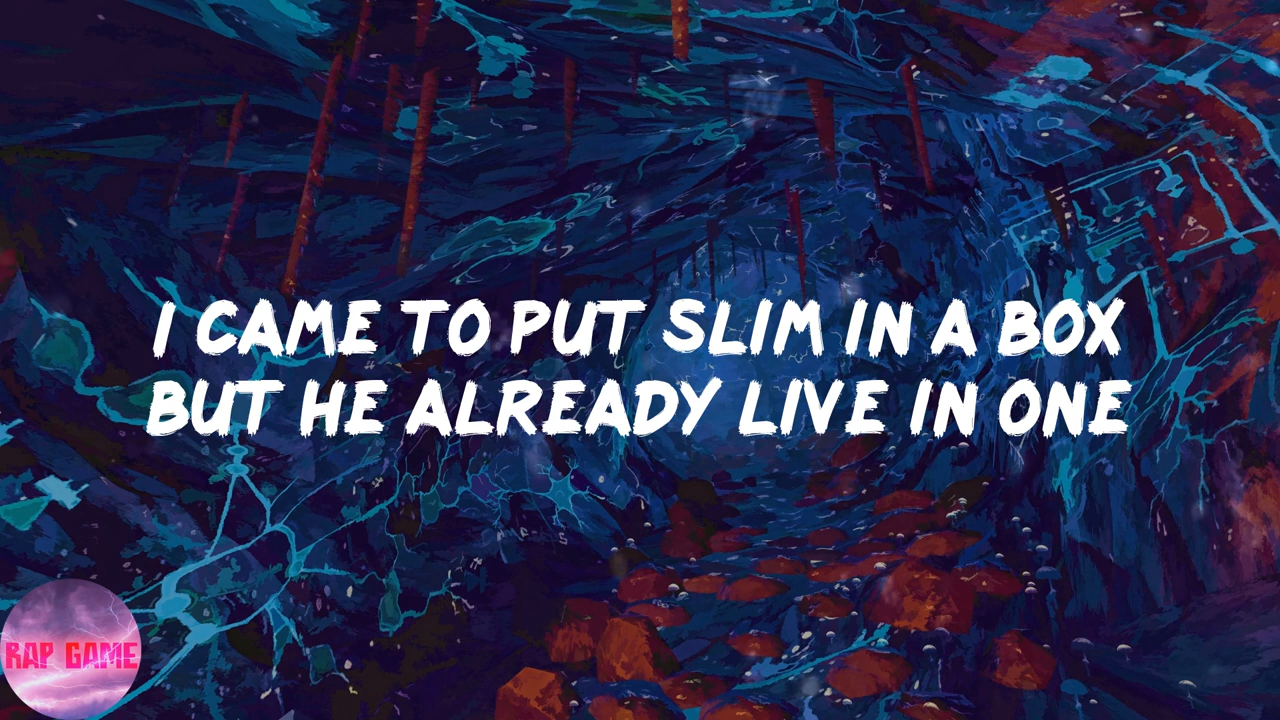 I CAME TO PUT SLIM IN A BOX
BUT HE ALREADY LIVE IN ONE
RAP GAME